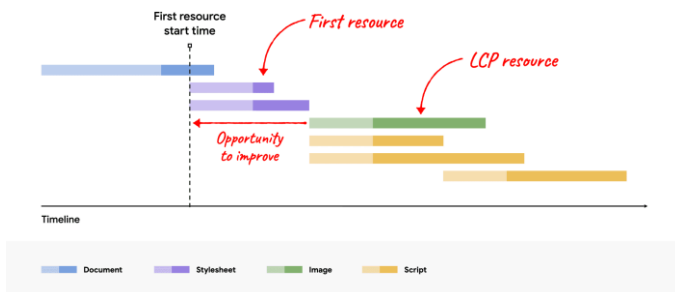 First resource
start time
First resource
LCP resource
Opportunity
to improve
Timeline
Document
Stylesheet
Image
Script